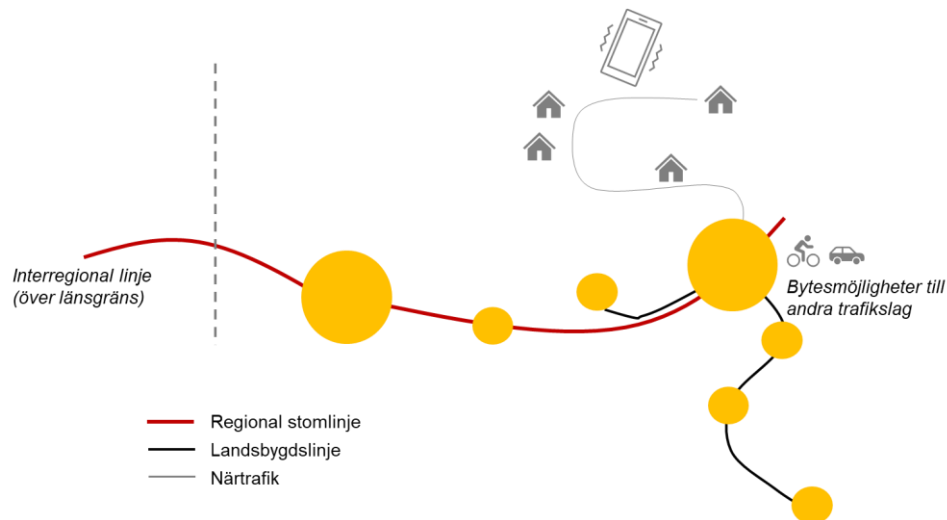 Interregional linje
(över länsgräns)
Bytesmöjligheter till
andra trafikslag
Regional stomlinje
Landsbygdslinje
Närtrafik